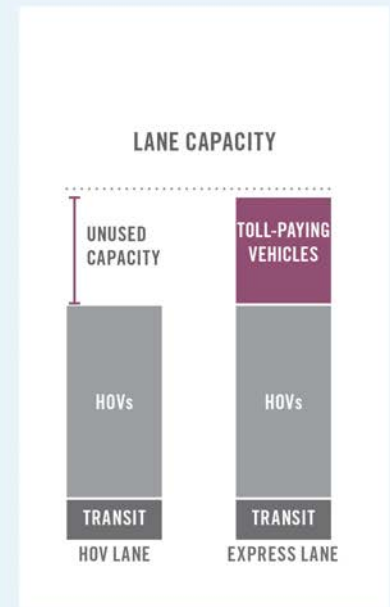 LANE CAPACITY
UNUSED
CAPACITY
TOLL-PAYING
VEHICLES
HOVs
HOVs
TRANSIT
TRANSIT
HOV LANE
EXPRESS LANE